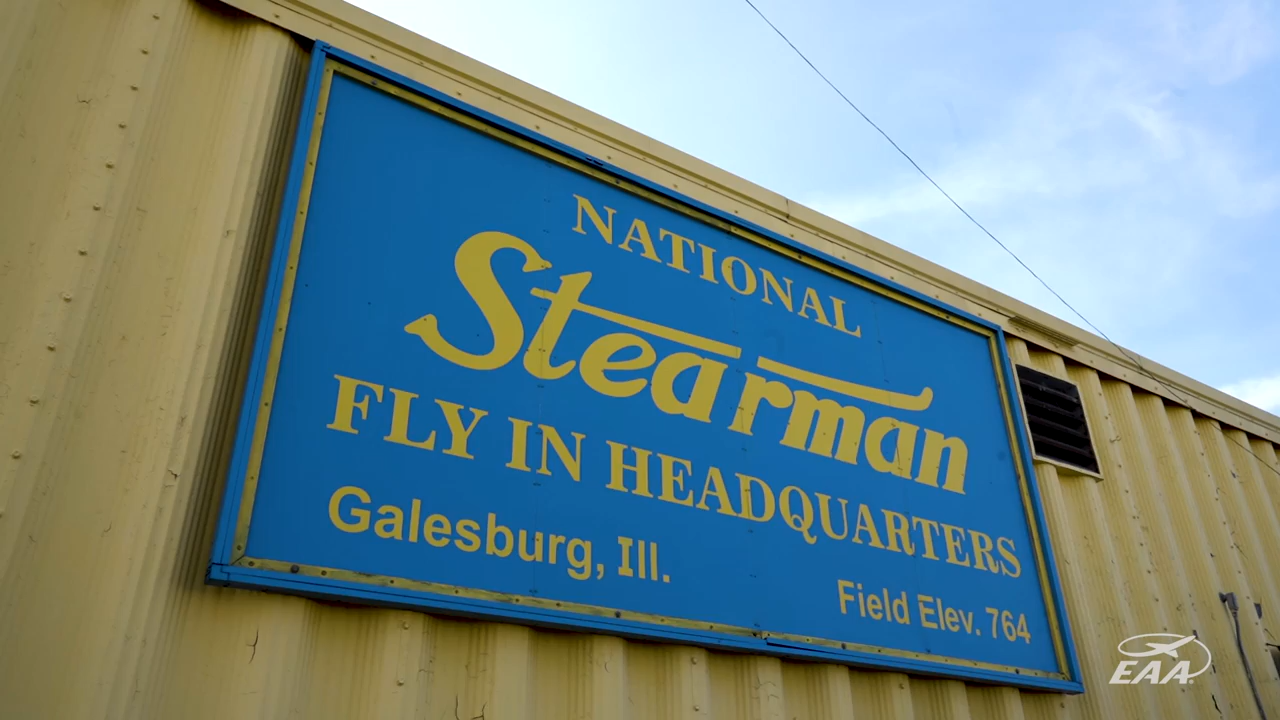 NATIONAL
Stearman
FLY IN HEADQUARTERS
Galesburg, Ill.
Field Elev. 764
EAA